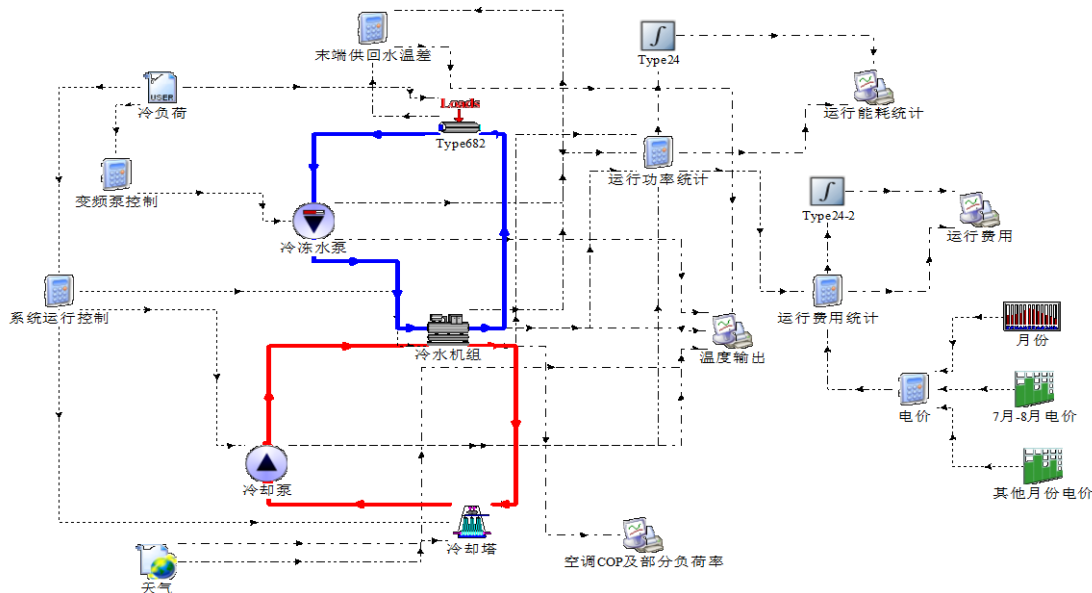 末端供回水温差
Type24
运行能耗统计
USER
冷负荷
Loads
Type682
运行功率统计
变频泵控制
Type24-2
运行费用
冷冻水泵
系统运行控制
运行费用统计
冷水机组
温度输出
月份
电价
7月-8月电价
冷却泵
其他月份电价
冷却塔
空调COP及部分负荷率
天气